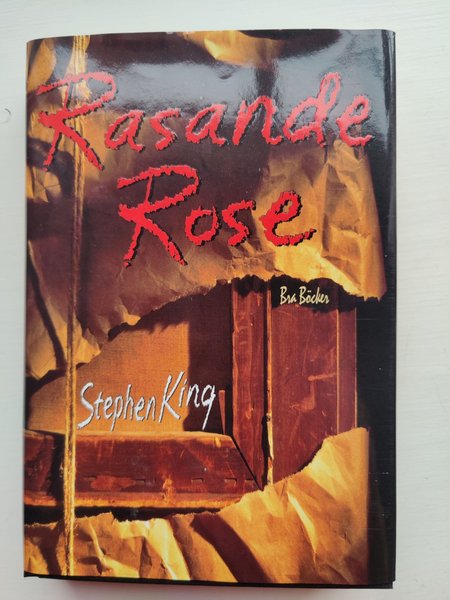 Rasande
Rose
Bra Böcker
Stephen King